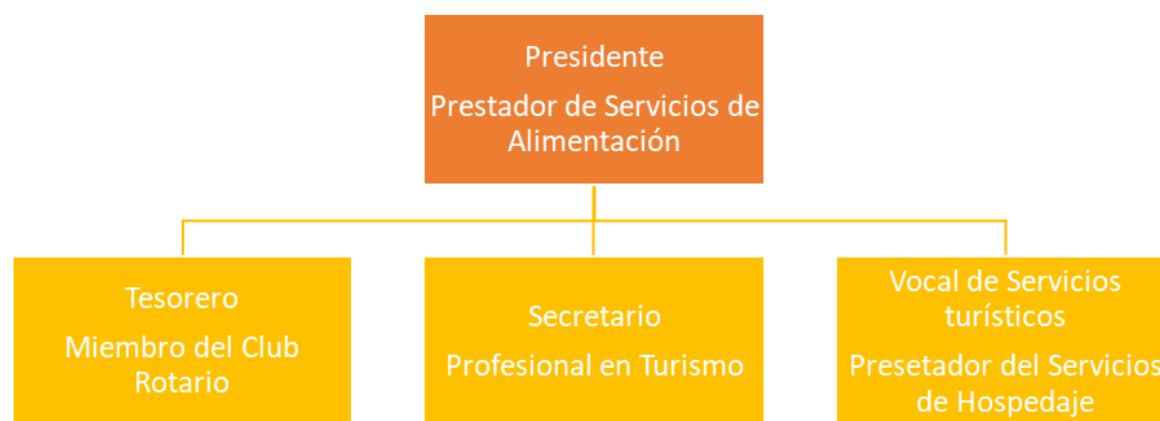 Presidente
Prestador de Servicios de
Alimentación
Tesorero
Miembro del Club
Rotario
Secretario
Profesional en Turismo
Vocal de Servicios
turísticos
Presetador del Servicios
de Hospedaje